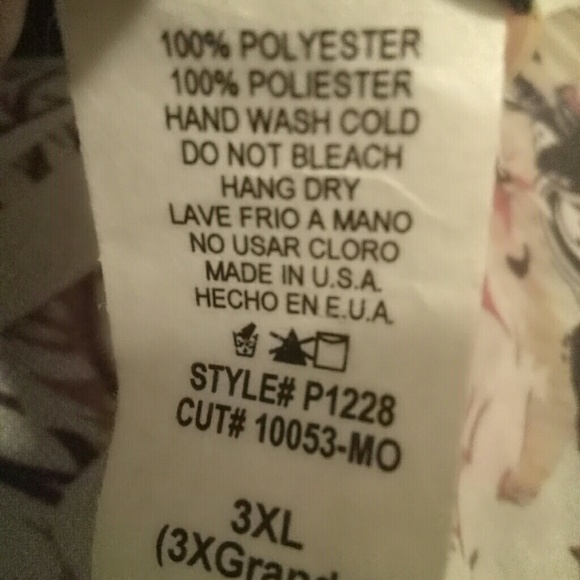 100% POLYESTER
100% POLIESTER
HAND WASH COLD
DO NOT BLEACH
HANG DRY
LAVE FRIO A MANO
NO USAR CLORO
MADE IN U.S.A.
HECHO EN E.U.A.
STYLE# P1228
CUT# 10053-MO
3XL
(3XGran